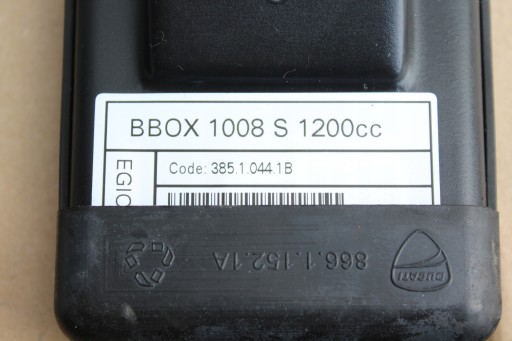 BBOX 1008 S 1200cc
EGIO
Code: 385.1.044.1B
866.1.152.1A
DUCATI